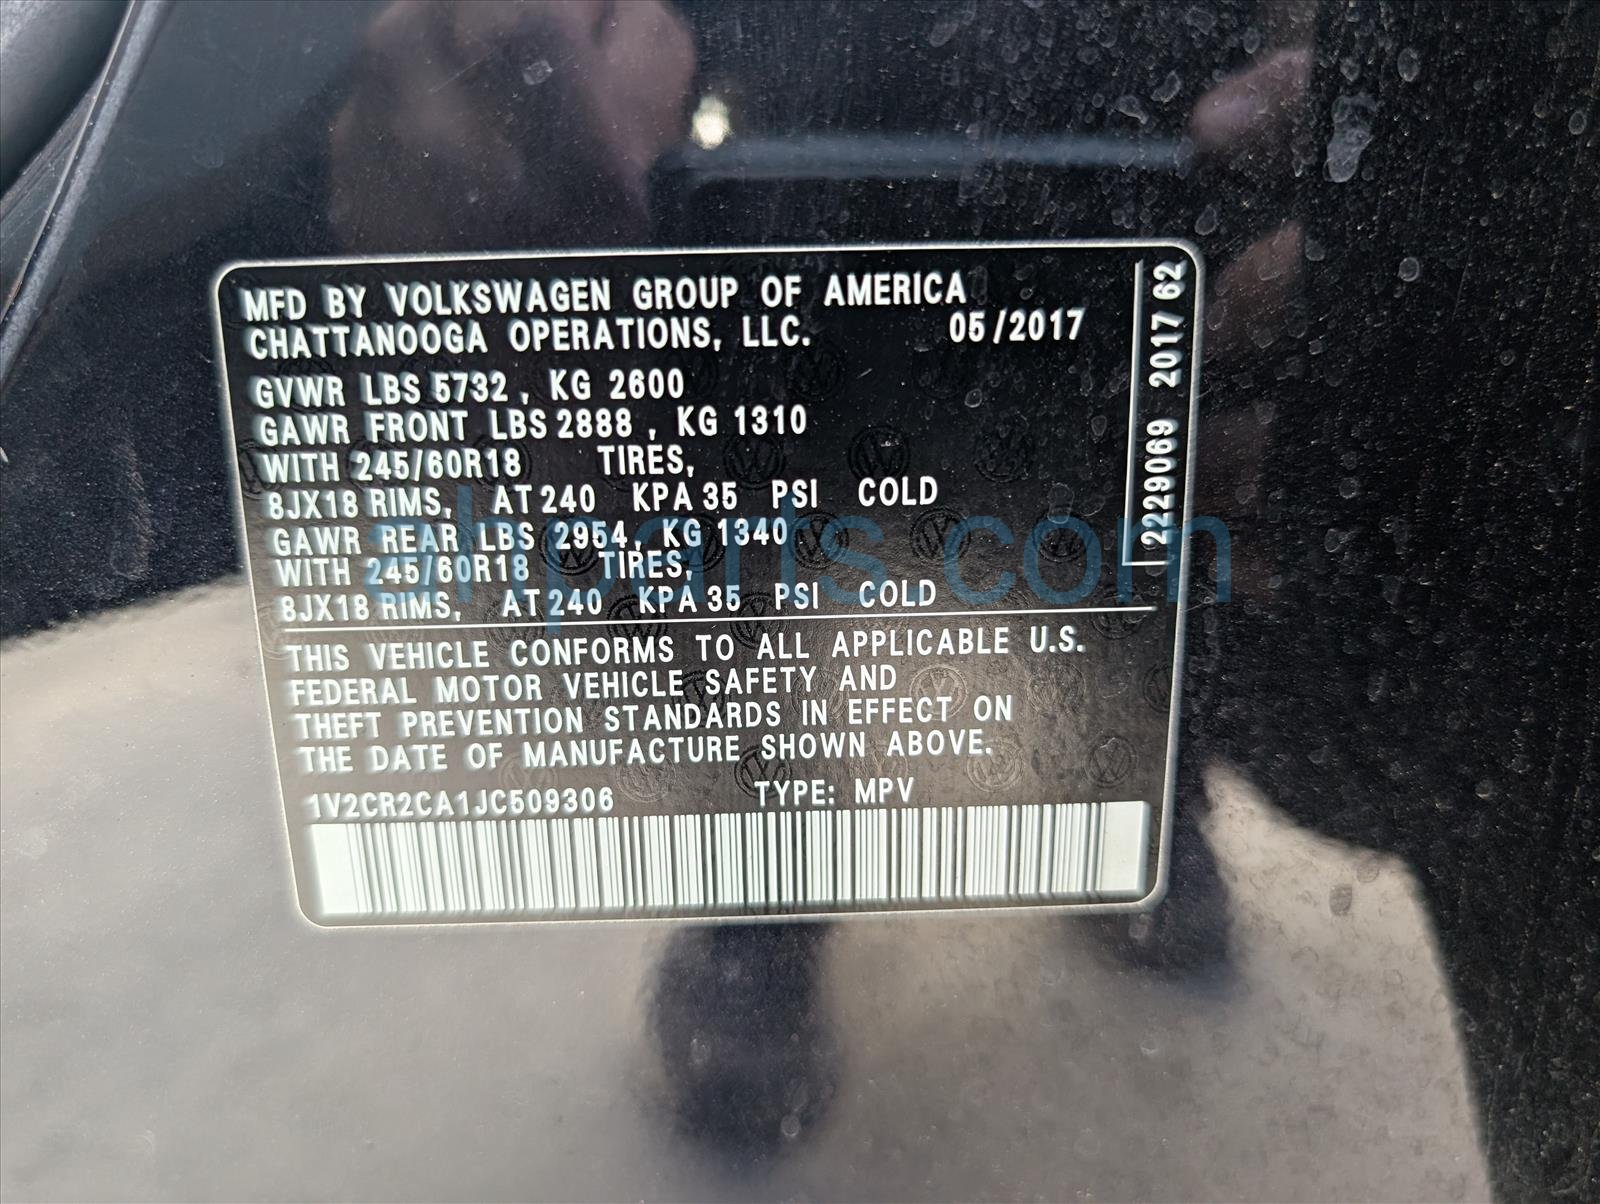 MFD BY VOLKSWAGEN GROUP OF AMERICA
CHATTANOOGA OPERATIONS, LLC. 05/2017
GVWR LBS 5732, KG 2600
GAWR FRONT LBS 2888, KG 1310
WITH 245/60R18 TIRES,
8JX18 RIMS, AT 240 KPA 35 PSI COLD
GAWR REAR LBS 2954, KG 1340
WITH 245/60R18 TIRES,
8JX18 RIMS, AT 240 KPA 35 PSI COLD
THIS VEHICLE CONFORMS TO ALL APPLICABLE U.S.
FEDERAL MOTOR VEHICLE SAFETY AND
THEFT PREVENTION STANDARDS IN EFFECT ON
THE DATE OF MANUFACTURE SHOWN ABOVE.
1V2CR2CA1JC509306 TYPE: MPV
2229069 2017 62
ahparts.com